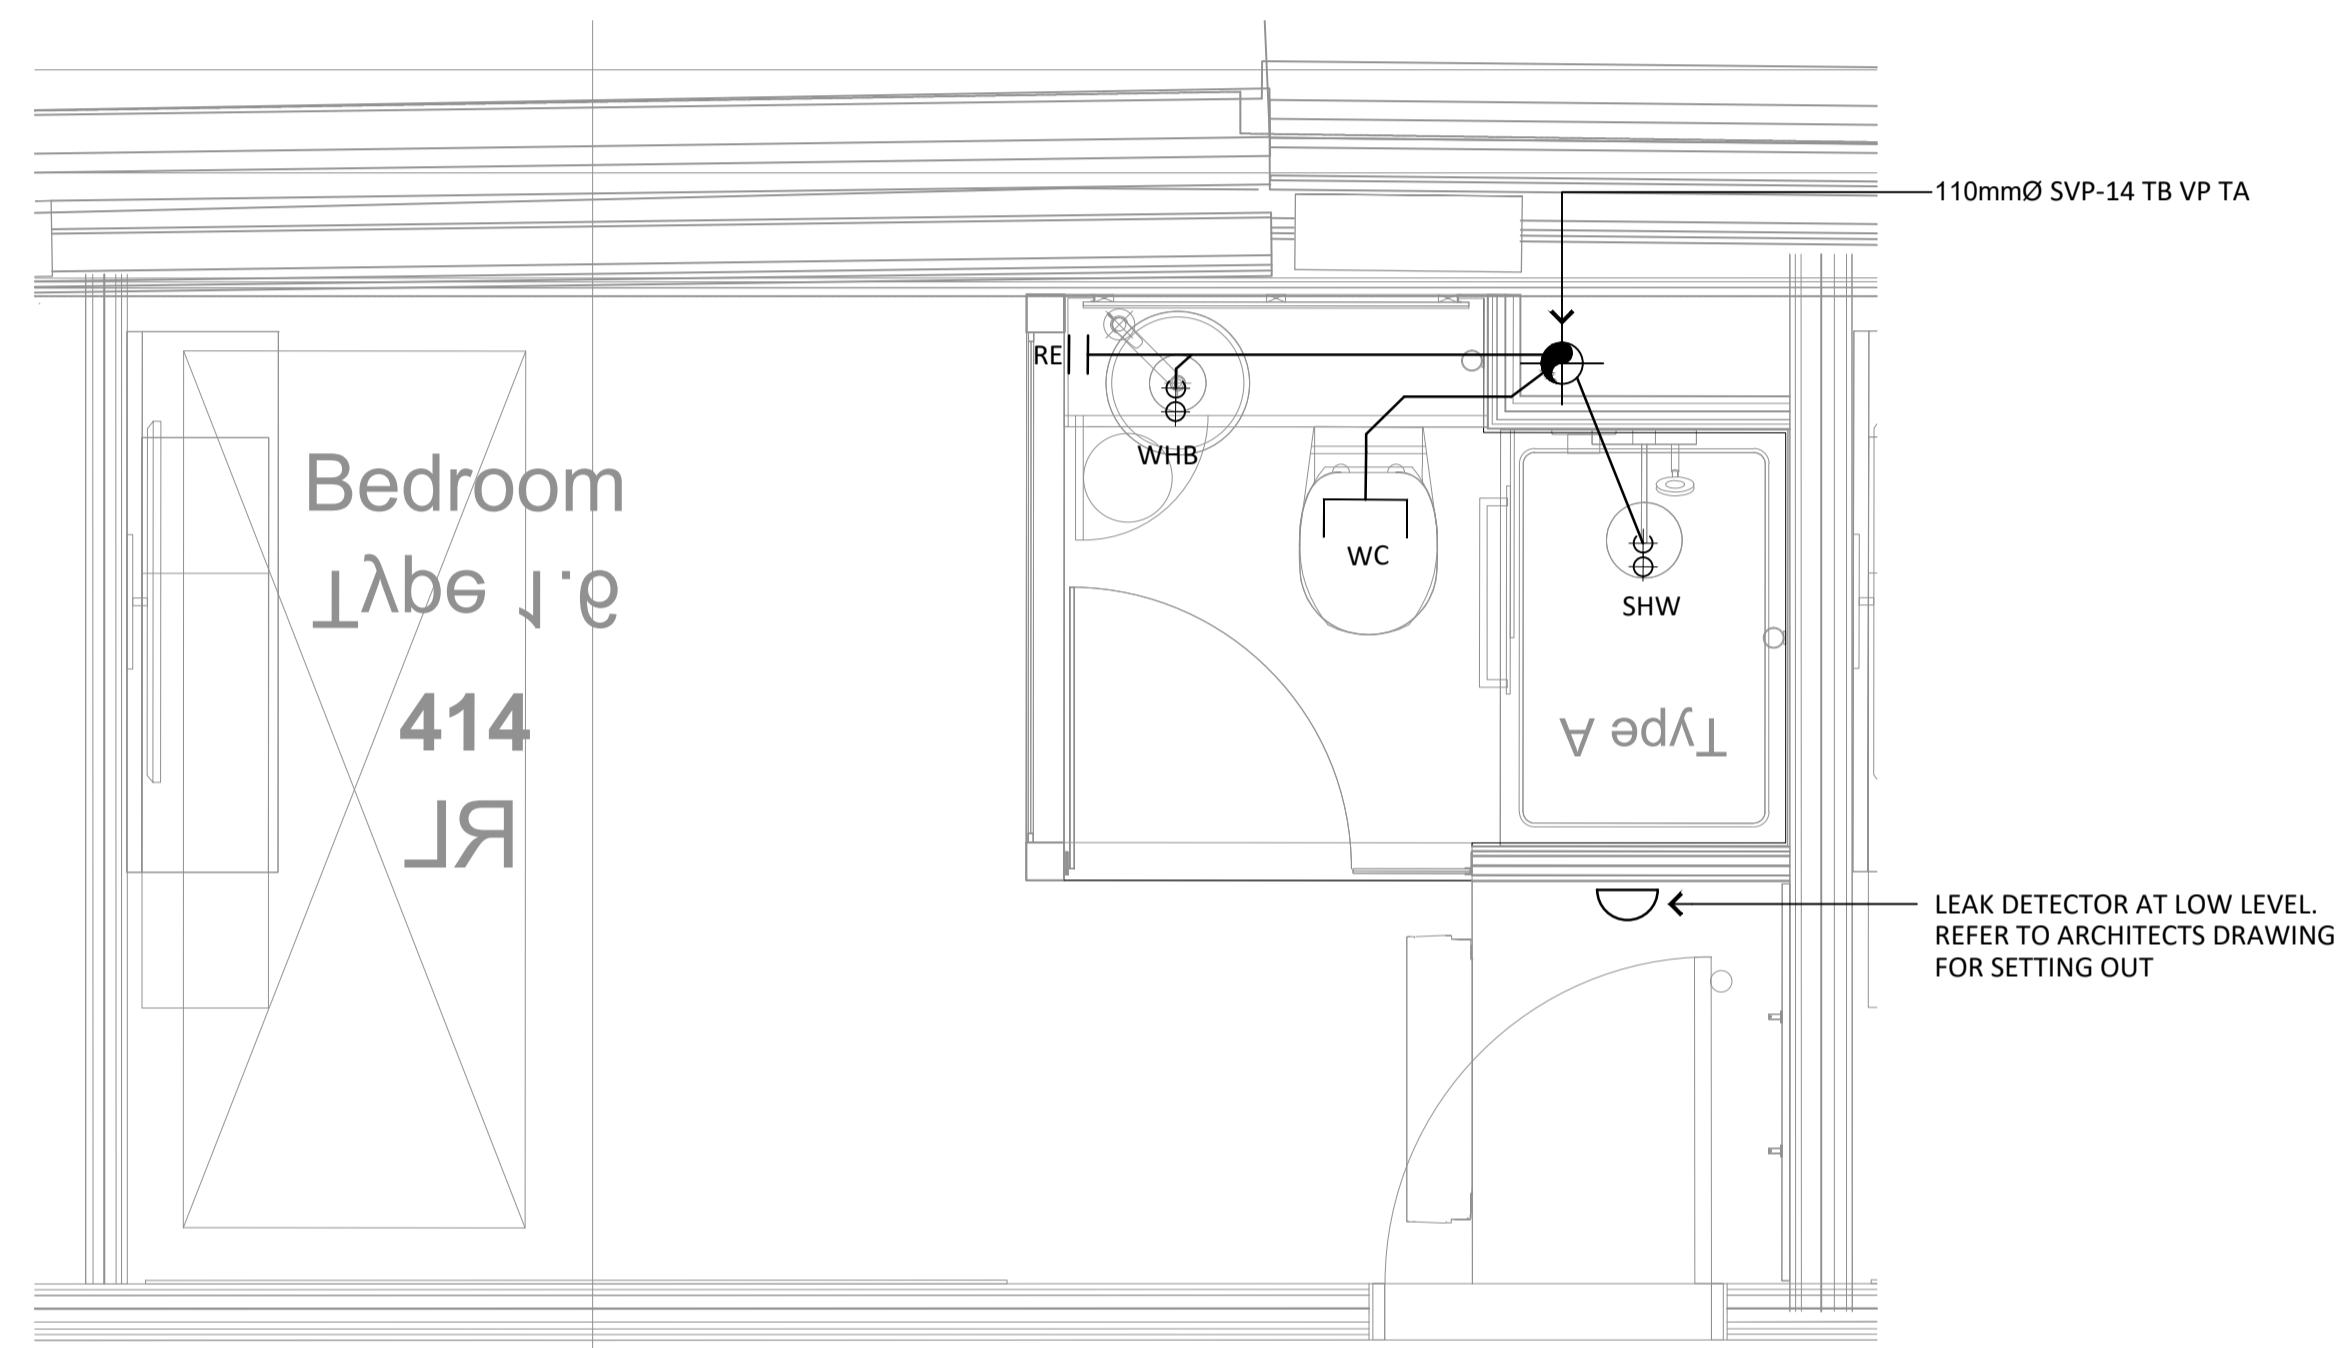 110mmØ SVP-14 TB VP TA
RE
WHB
WC
SHW
Bedroom
Type 1.6
414
RL
Type A
LEAK DETECTOR AT LOW LEVEL.
REFER TO ARCHITECTS DRAWING
FOR SETTING OUT